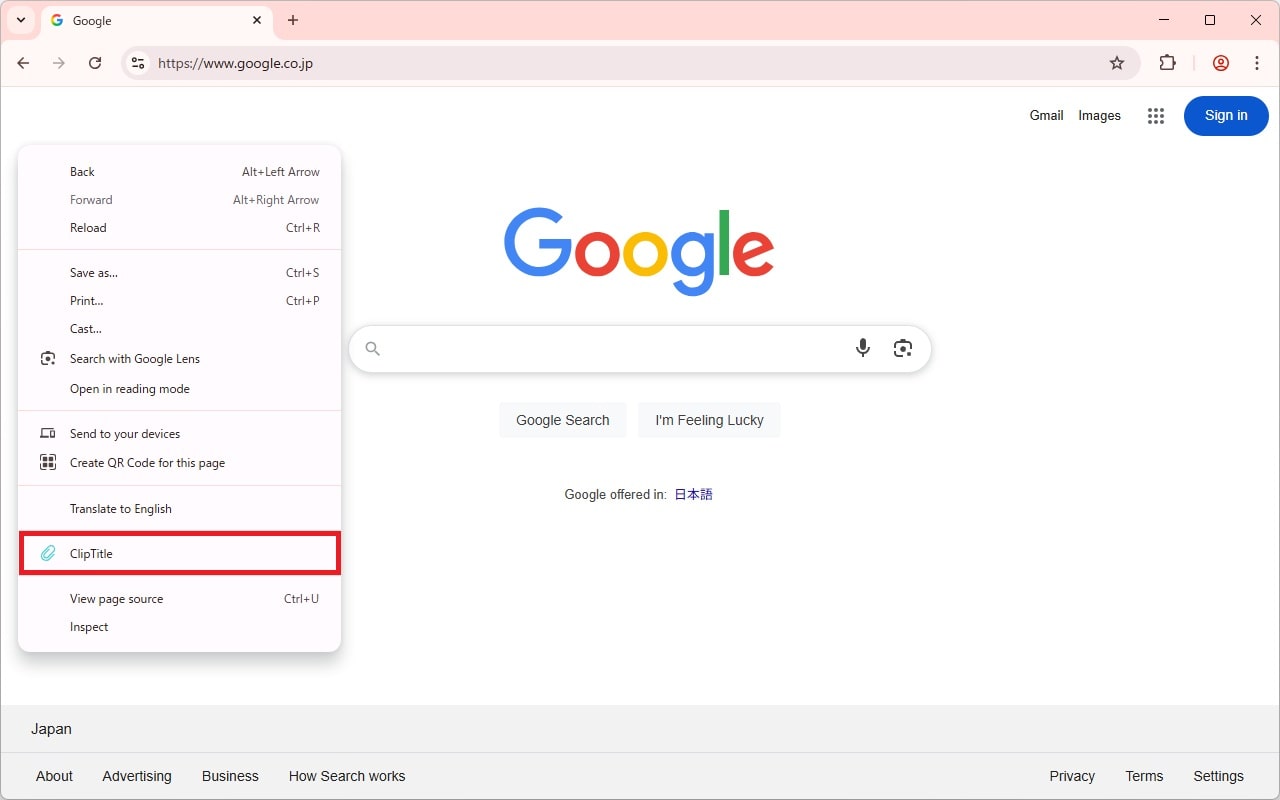 Google
https://www.google.co.jp
Gmail Images Sign in
Back Alt+Left Arrow
Forward Alt+Right Arrow
Reload Ctrl+R
Save as... Ctrl+S
Print... Ctrl+P
Cast...
Search with Google Lens
Open in reading mode
Send to your devices
Create QR Code for this page
Translate to English
ClipTitle
View page source Ctrl+U
Inspect
Google
Google Search I'm Feeling Lucky
Google offered in: 日本語
Japan
About Advertising Business How Search works Privacy Terms Settings